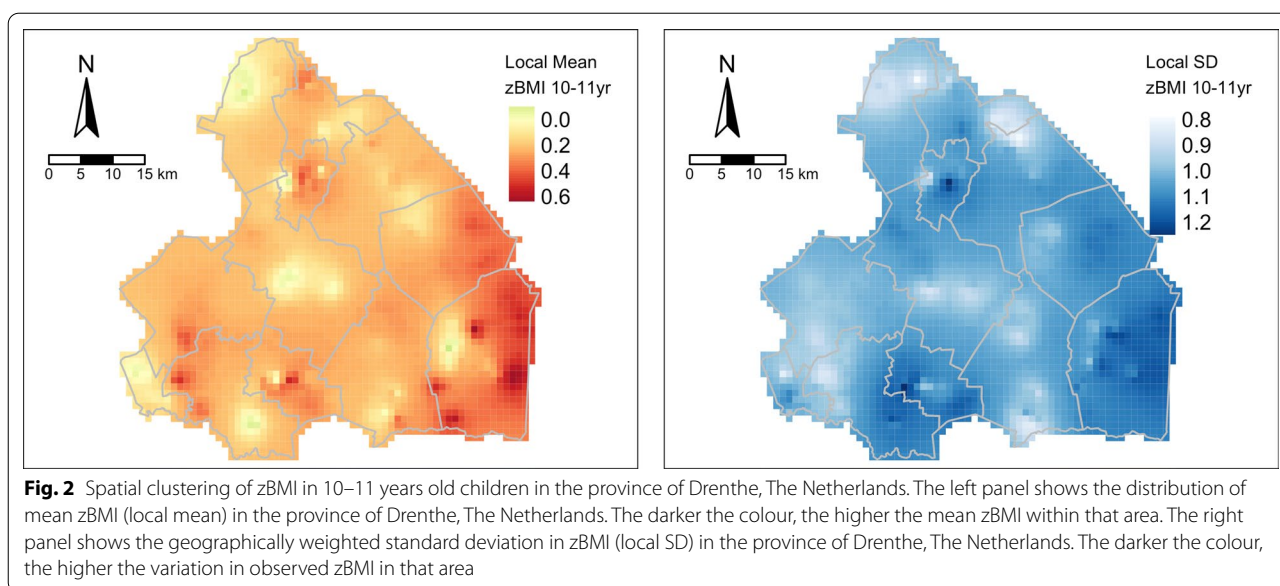 N
0 5 10 15 km
Local Mean
zBMI 10-11yr
0.0
0.2
0.4
0.6
N
0 5 10 15 km
Local SD
zBMI 10-11yr
0.8
0.9
1.0
1.1
1.2
Fig. 2 Spatial clustering of zBMI in 10–11 years old children in the province of Drenthe, The Netherlands. The left panel shows the distribution of
mean zBMI (local mean) in the province of Drenthe, The Netherlands. The darker the colour, the higher the mean zBMI within that area. The right
panel shows the geographically weighted standard deviation in zBMI (local SD) in the province of Drenthe, The Netherlands. The darker the colour,
the higher the variation in observed zBMI in that area